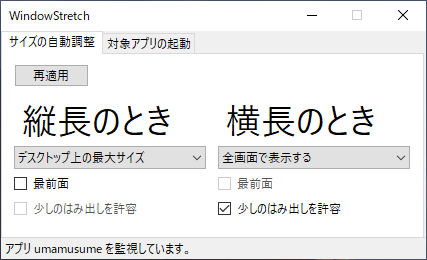 WindowStretch
サイズの自動調整 対象アプリの起動
再適用
縦長のとき 横長のとき
デスクトップ上の最大サイズ 全画面で表示する
最前面 最前面
少しのはみ出しを許容 少しのはみ出しを許容
アプリ umamusume を監視しています。